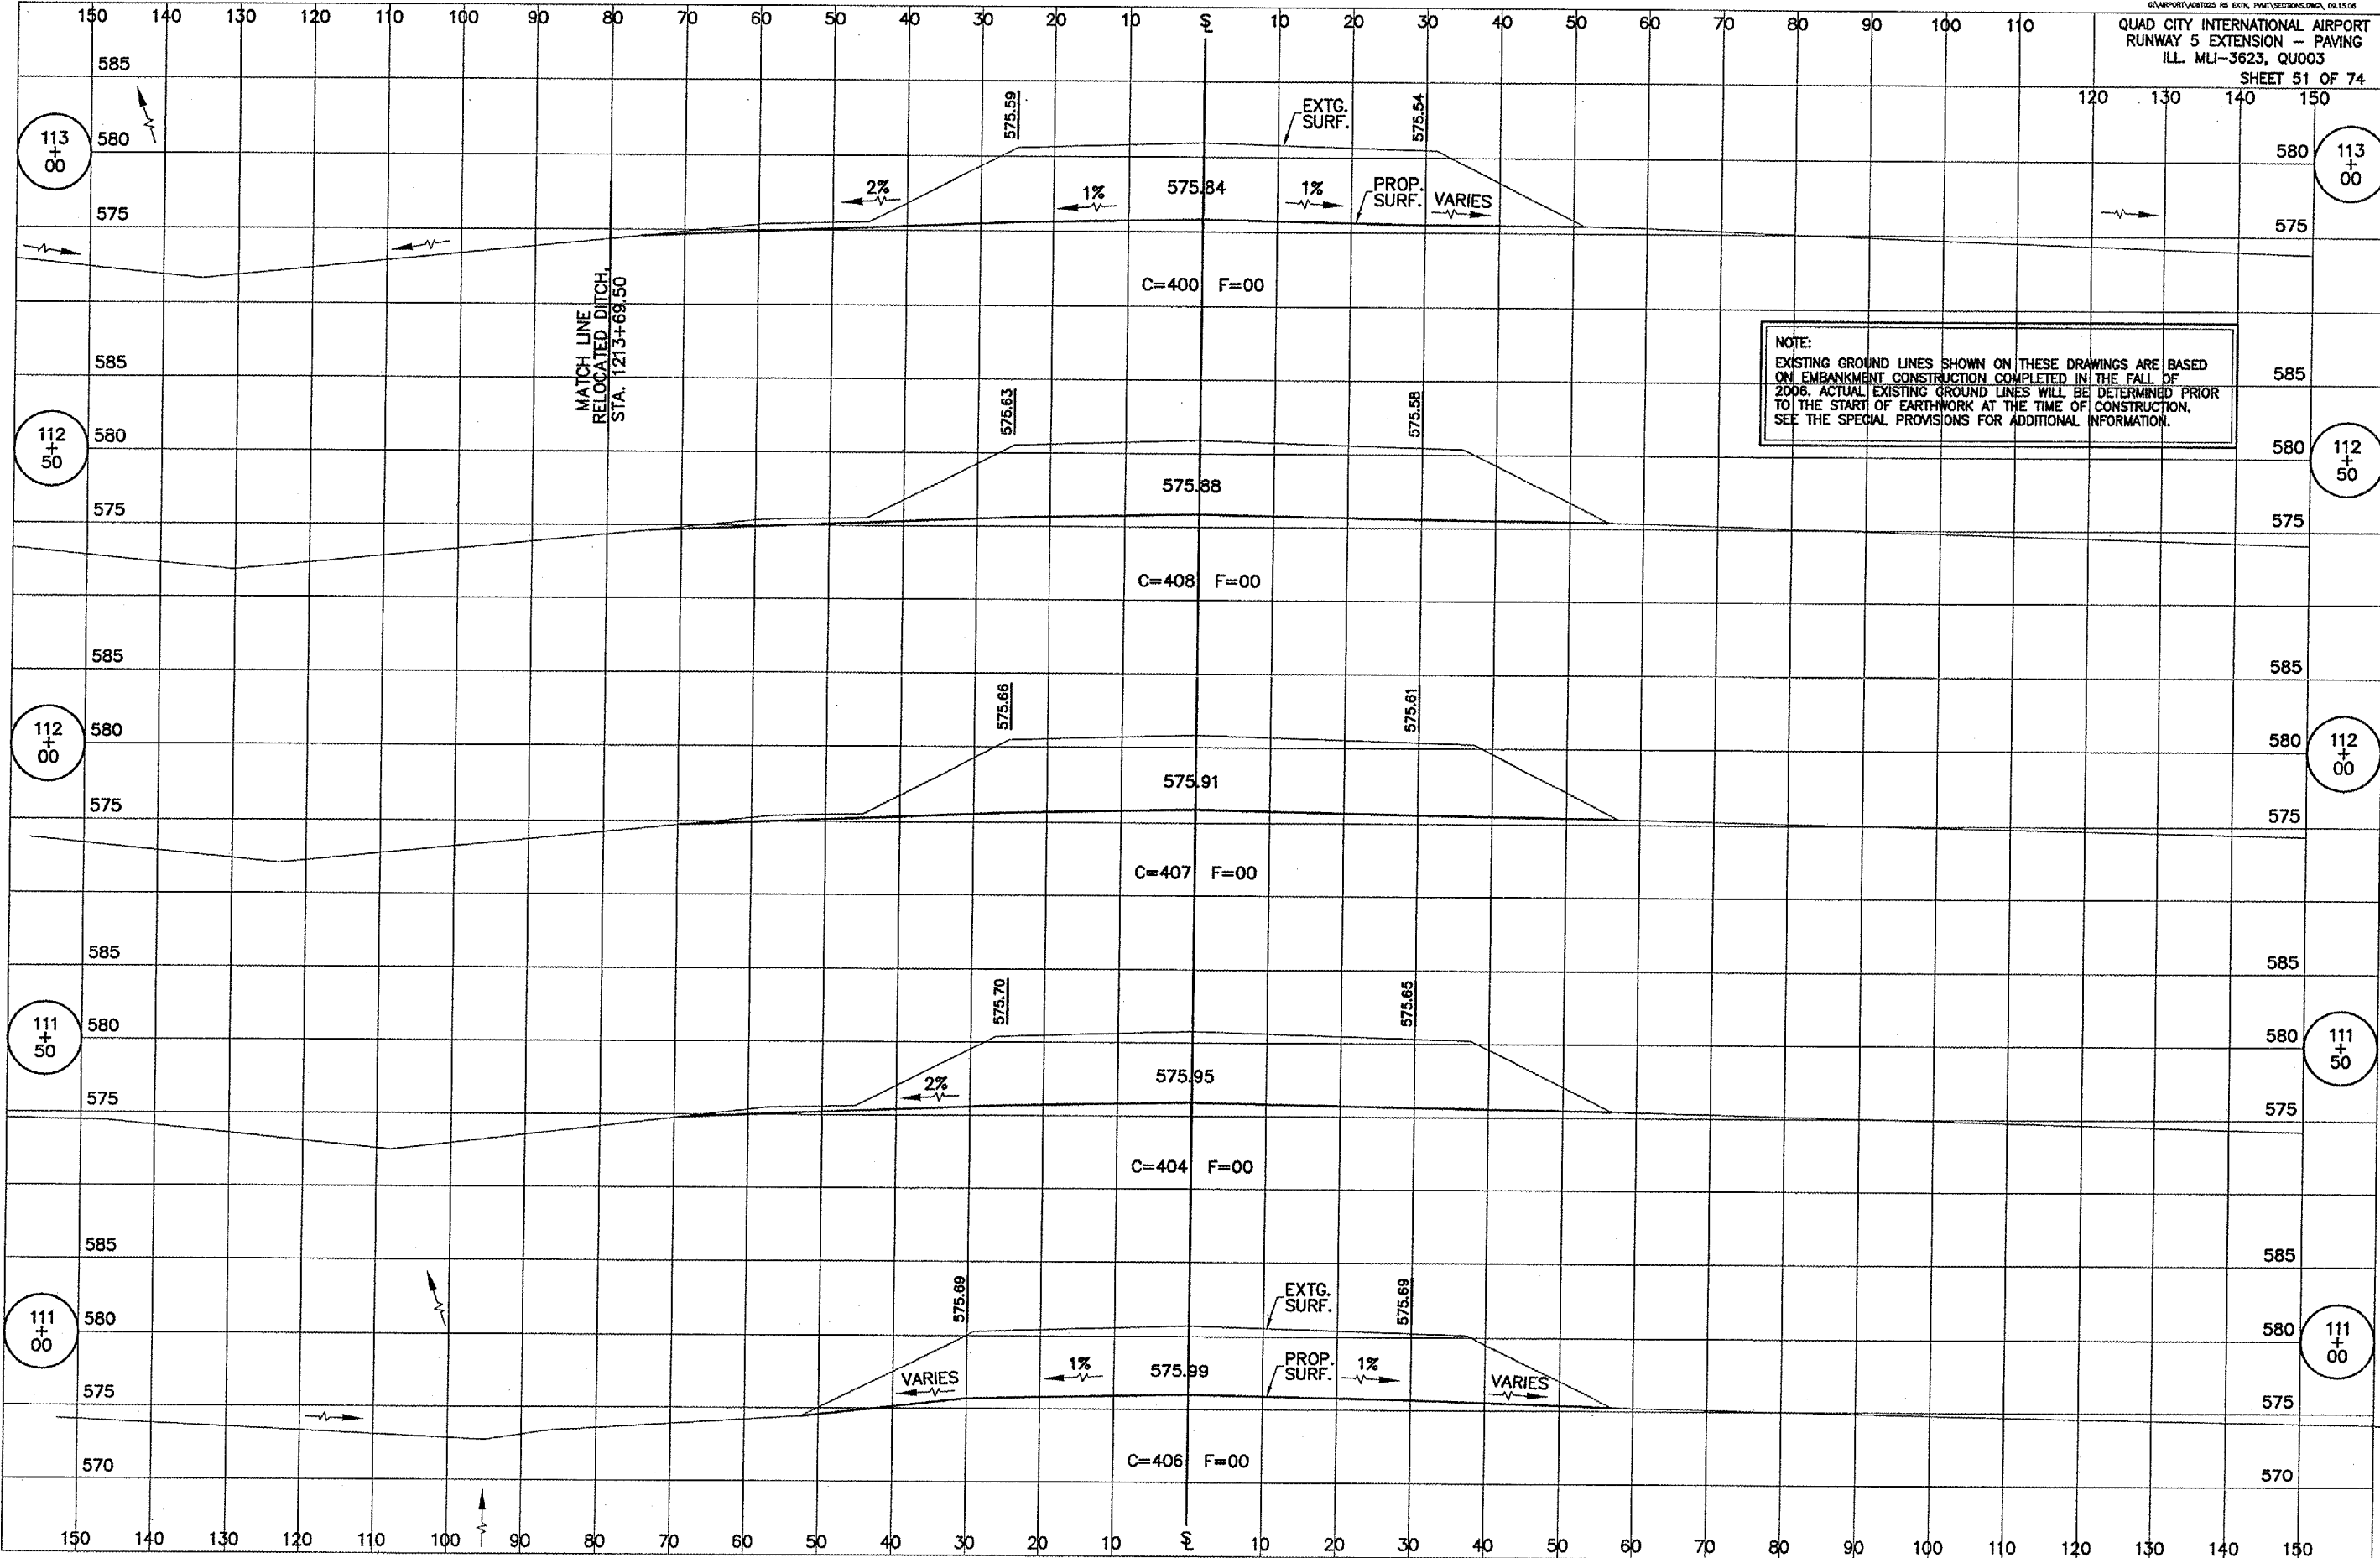 G:\AIRPORT\A08T025 R5 EXTN, PVMT\SECTIONS.DWG\ 09.15.08
150 140 130 120 110 100 90 80 70 60 50 40 30 20 10 ℄ 10 20 30 40 50 60 70 80 90 100 110
QUAD CITY INTERNATIONAL AIRPORT
RUNWAY 5 EXTENSION - PAVING
ILL. MLI-3623, QU003
SHEET 51 OF 74
120 130 140 150
585
113
+
00
580
575.59
EXTG.
SURF.
575.54
580
113
+
00
2%
1%
575.84
1%
PROP.
SURF.
VARIES
575
575
C=400 F=00
MATCH LINE
RELOCATED DITCH,
STA. 1213+69.50
NOTE:
EXISTING GROUND LINES SHOWN ON THESE DRAWINGS ARE BASED
ON EMBANKMENT CONSTRUCTION COMPLETED IN THE FALL OF
2006. ACTUAL EXISTING GROUND LINES WILL BE DETERMINED PRIOR
TO THE START OF EARTHWORK AT THE TIME OF CONSTRUCTION.
SEE THE SPECIAL PROVISIONS FOR ADDITIONAL INFORMATION.
585
585
575.63
575.58
112
+
50
580
580
112
+
50
575.88
575
575
C=408 F=00
585
585
575.66
575.61
112
+
00
580
580
112
+
00
575.91
575
575
C=407 F=00
585
585
575.70
575.65
111
+
50
580
580
111
+
50
2%
575.95
575
575
C=404 F=00
585
585
575.69
EXTG.
SURF.
575.69
111
+
00
580
580
111
+
00
VARIES
1%
575.99
PROP.
SURF.
1%
VARIES
575
575
C=406 F=00
570
570
150 140 130 120 110 100 90 80 70 60 50 40 30 20 10 ℄ 10 20 30 40 50 60 70 80 90 100 110 120 130 140 150